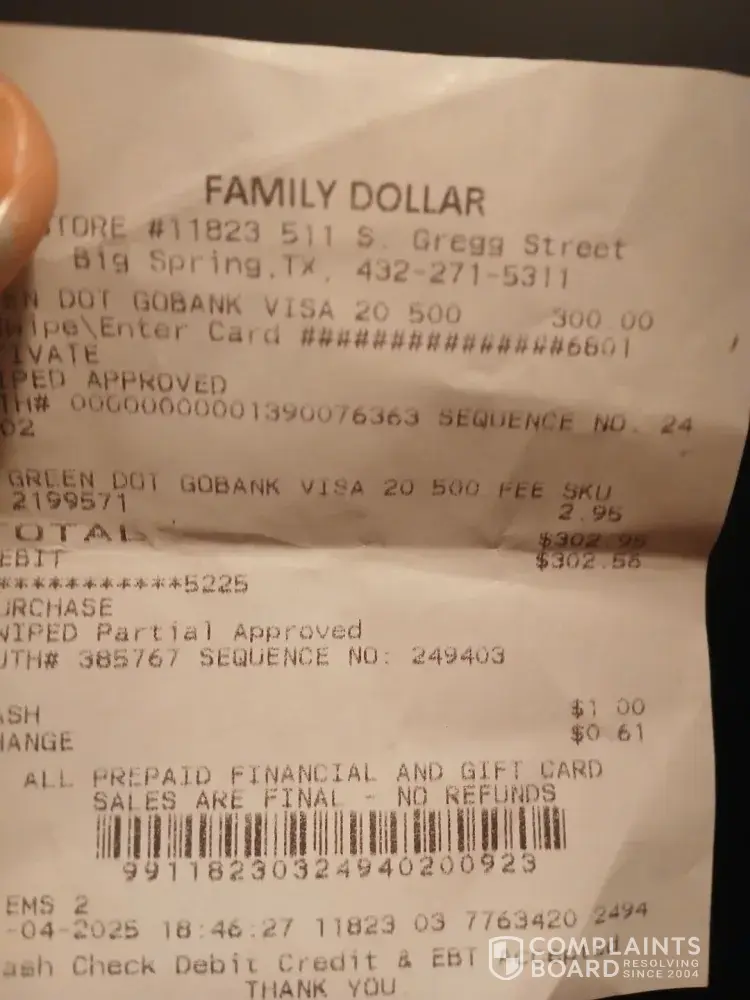 FAMILY DOLLAR
TORE #11823 511 S. Gregg Street
Big Spring,TX, 432-271-5311
EN DOT GOBANK VISA 20 500 300.00
wipe\Enter Card ###############6801
IVATE
IPED APPROVED
TH# 00000000001390076363 SEQUENCE NO. 24
02
GREEN DOT GOBANK VISA 20 500 FEE SKU
2199571 2.95
OTAL $302.95
EBIT $302.56
************5225
URCHASE
WIPED Partial Approved
UTH# 385767 SEQUENCE NO: 249403
ASH $1.00
HANGE $0.61
ALL PREPAID FINANCIAL AND GIFT CARD
SALES ARE FINAL - NO REFUNDS
99118230324940200923
EMS 2
-04-2025 18:46:27 11823 03 7763420 2494
ash Check Debit Credit & EBT
THANK YOU
COMPLAINTS
BOARD RESOLVING SINCE 2004